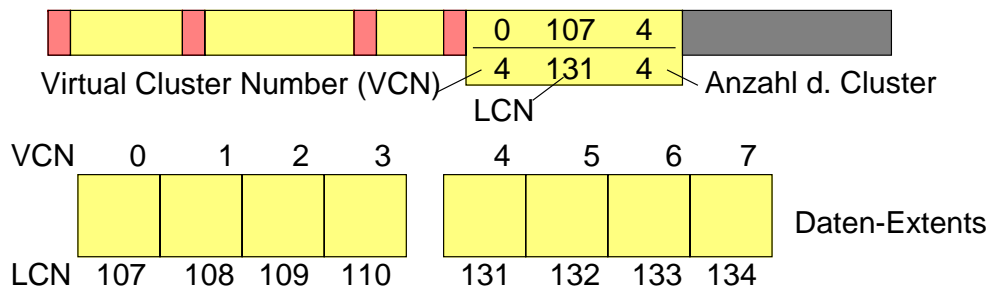 0 107 4
Virtual Cluster Number (VCN) 4 131 4 Anzahl d. Cluster
LCN
VCN 0 1 2 3 4 5 6 7
Daten-Extents
LCN 107 108 109 110 131 132 133 134